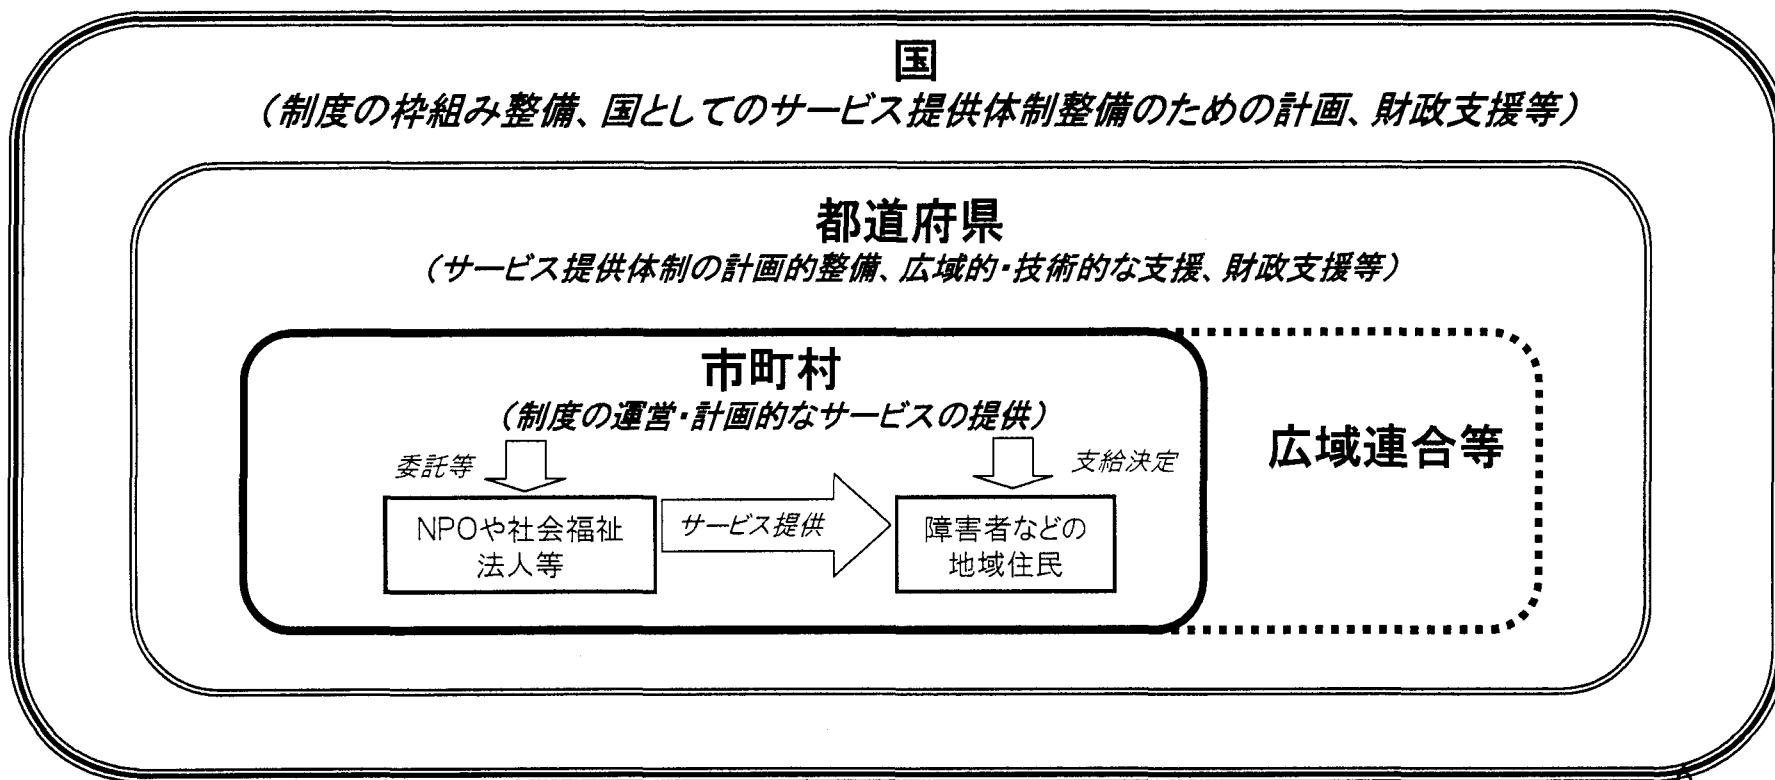 国
（制度の枠組み整備、国としてのサービス提供体制整備のための計画、財政支援等）
都道府県
（サービス提供体制の計画的整備、広域的・技術的な支援、財政支援等）
市町村
（制度の運営・計画的なサービスの提供）
広域連合等
委託等
支給決定
NPOや社会福祉
法人等
サービス提供
障害者などの
地域住民